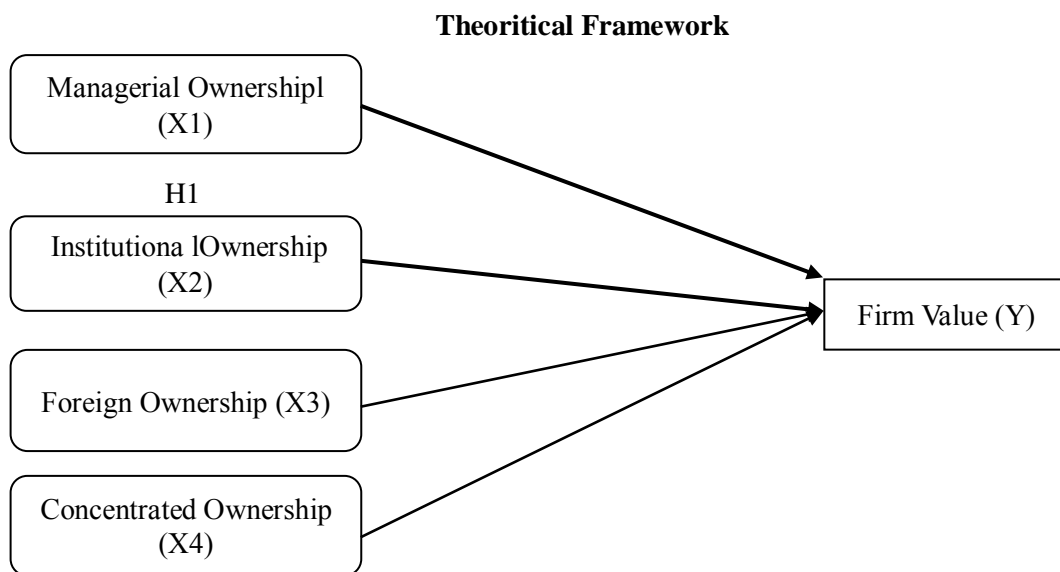 Theoritical Framework
Managerial Ownershipl
(X1)
H1
Institutiona lOwnership
(X2)
Firm Value (Y)
Foreign Ownership (X3)
Concentrated Ownership
(X4)